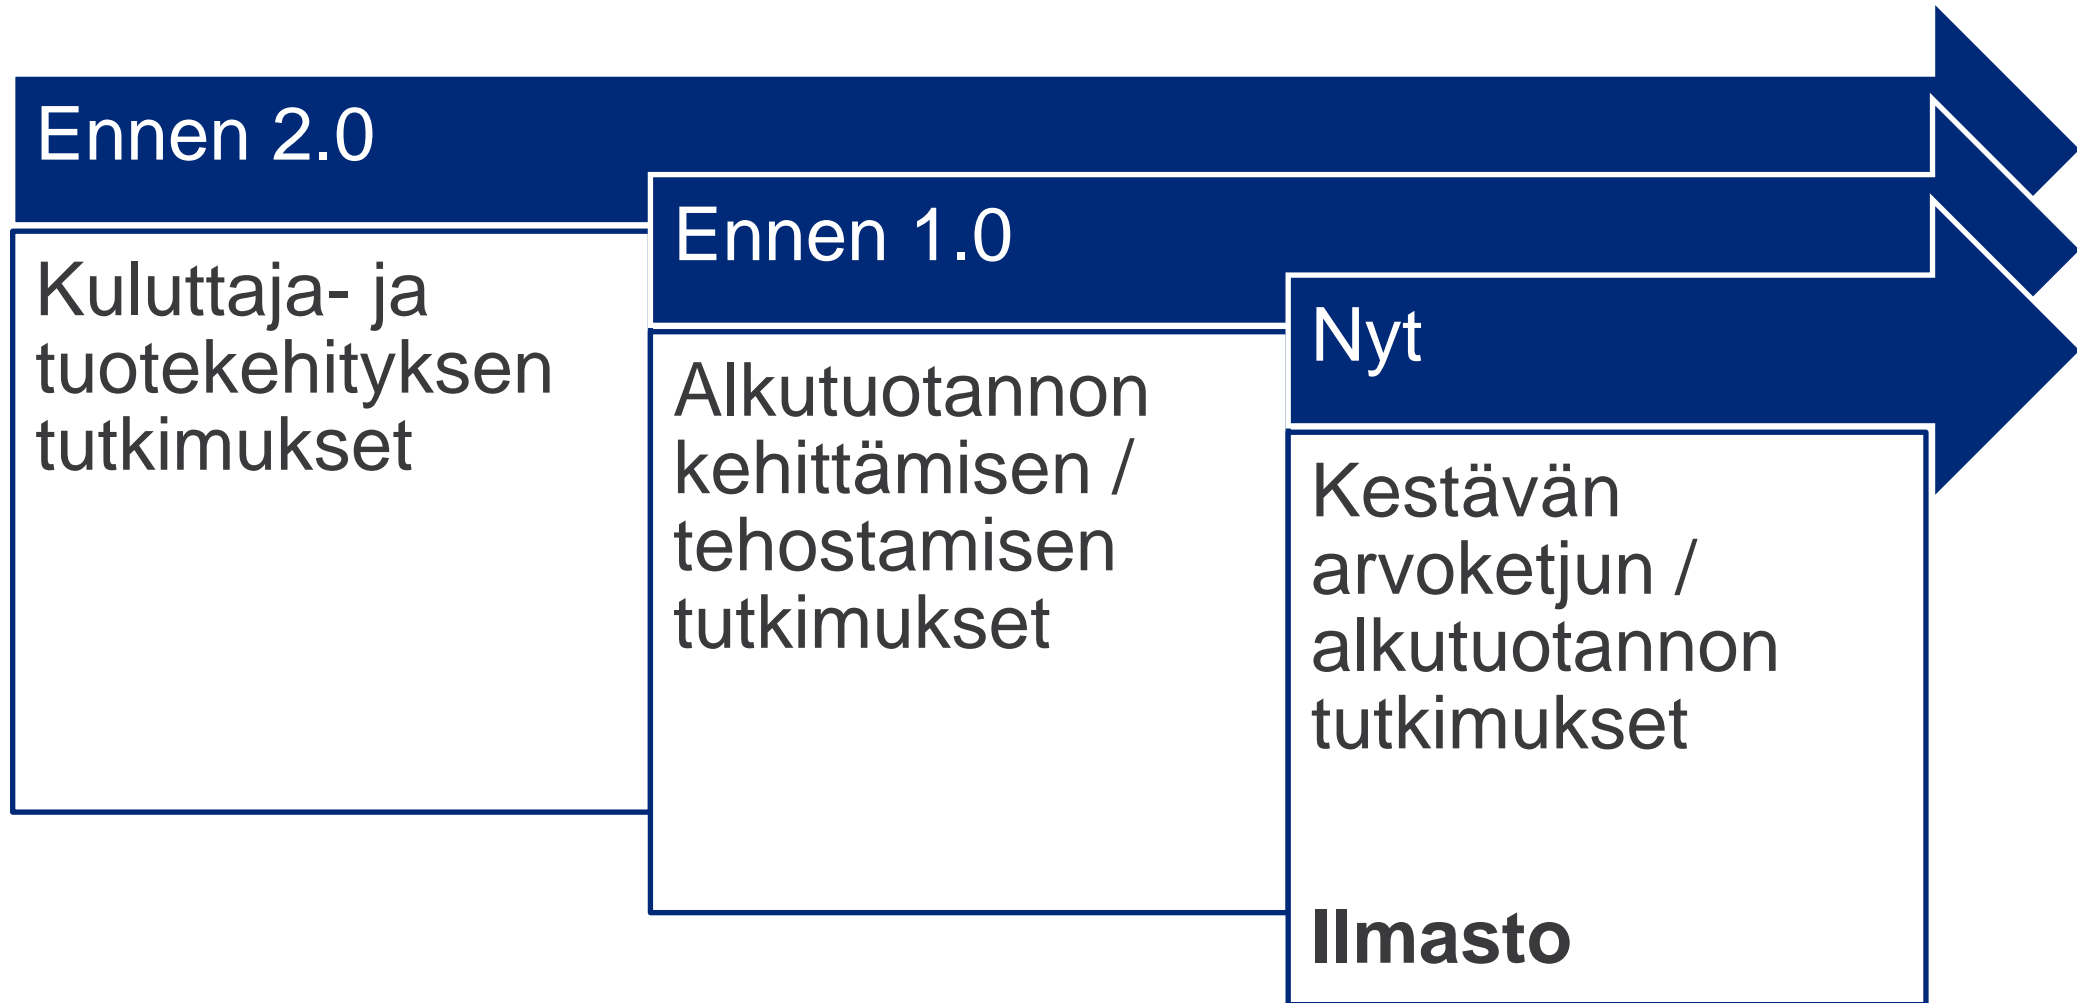 Ennen 2.0
Kuluttaja- ja
tuotekehityksen
tutkimukset
Ennen 1.0
Alkutuotannon
kehittämisen /
tehostamisen
tutkimukset
Nyt
Kestävän
arvoketjun /
alkutuotannon
tutkimukset
Ilmasto